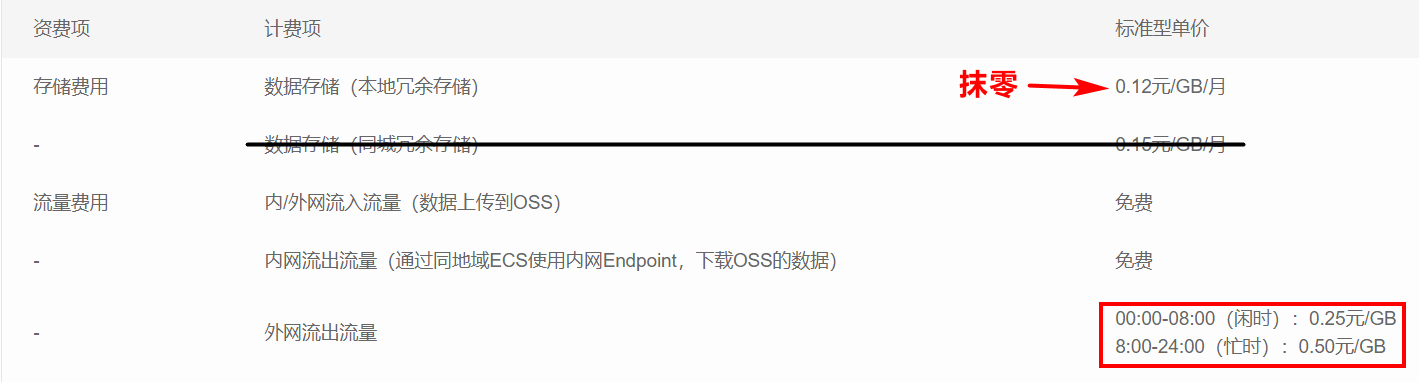 资费项 计费项 标准型单价
存储费用 数据存储（本地冗余存储） 抹零 0.12元/GB/月
- 数据存储（同城冗余存储） 0.15元/GB/月
流量费用 内/外网流入流量（数据上传到OSS） 免费
- 内网流出流量（通过同地域ECS使用内网Endpoint，下载OSS的数据） 免费
- 外网流出流量 00:00-08:00（闲时）：0.25元/GB
8:00-24:00（忙时）：0.50元/GB